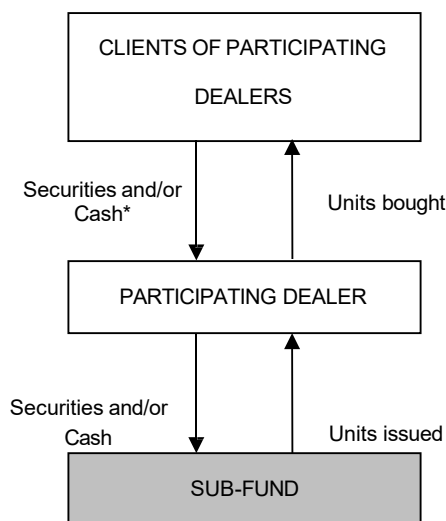 CLIENTS OF PARTICIPATING
DEALERS
Securities and/or
Cash*
Units bought
PARTICIPATING DEALER
Securities and/or
Cash
Units issued
SUB-FUND